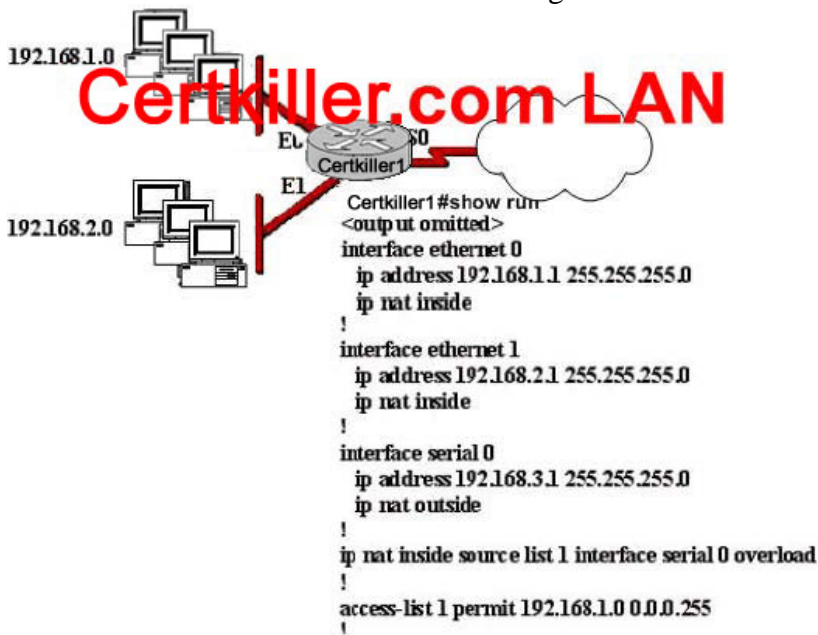 192.168.1.0
Certkiller.com LAN
S0
Certkiller1
E1
192.168.2.0
Certkiller1#show run
<output omitted>
interface ethernet 0
ip address 192.168.1.1 255.255.255.0
ip nat inside
!
interface ethernet 1
ip address 192.168.2.1 255.255.255.0
ip nat inside
!
interface serial 0
ip address 192.168.3.1 255.255.255.0
ip nat outside
!
ip nat inside source list 1 interface serial 0 overload
!
access-list 1 permit 192.168.1.0 0.0.0.255
!